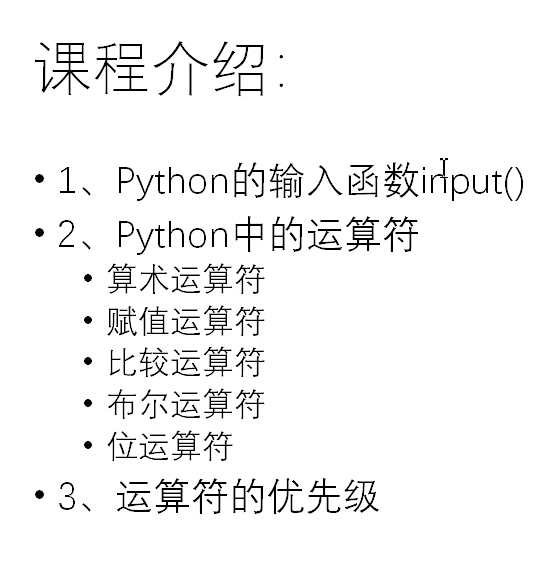 课程介绍:
• 1、Python的输入函数input()
• 2、Python中的运算符
• 算术运算符
• 赋值运算符
• 比较运算符
• 布尔运算符
• 位运算符
• 3、运算符的优先级